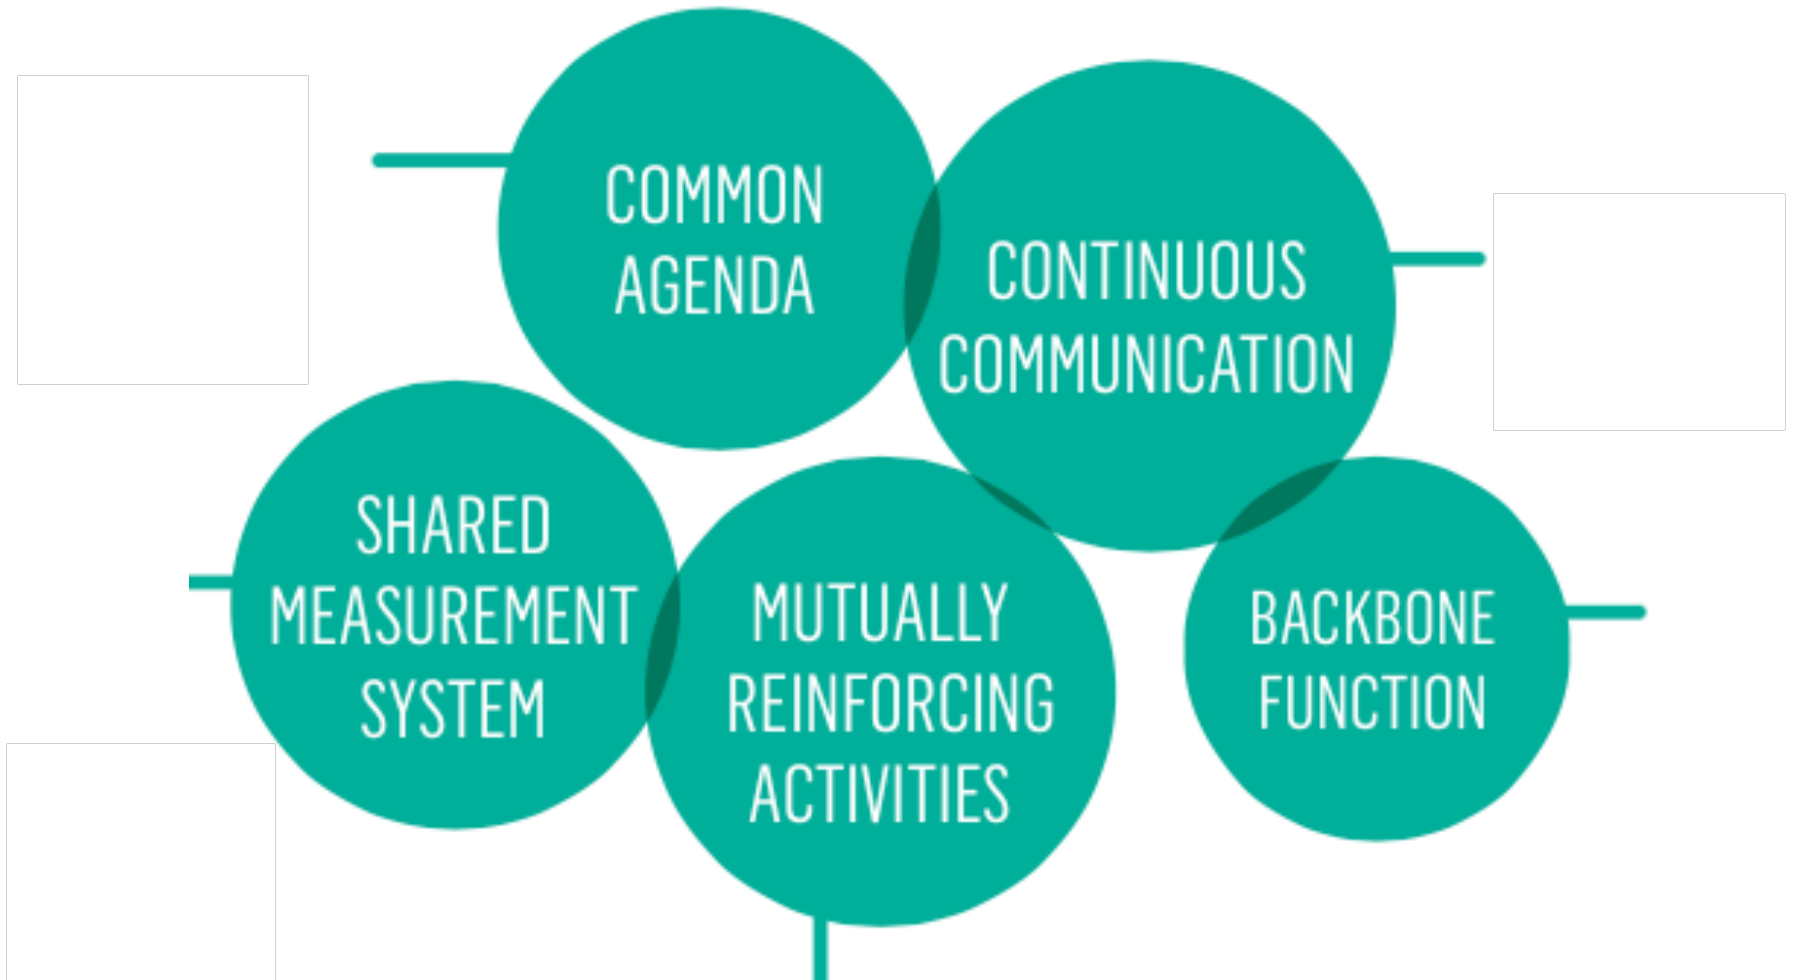 COMMON
AGENDA
CONTINUOUS
COMMUNICATION
SHARED
MEASUREMENT
SYSTEM
MUTUALLY
REINFORCING
ACTIVITIES
BACKBONE
FUNCTION